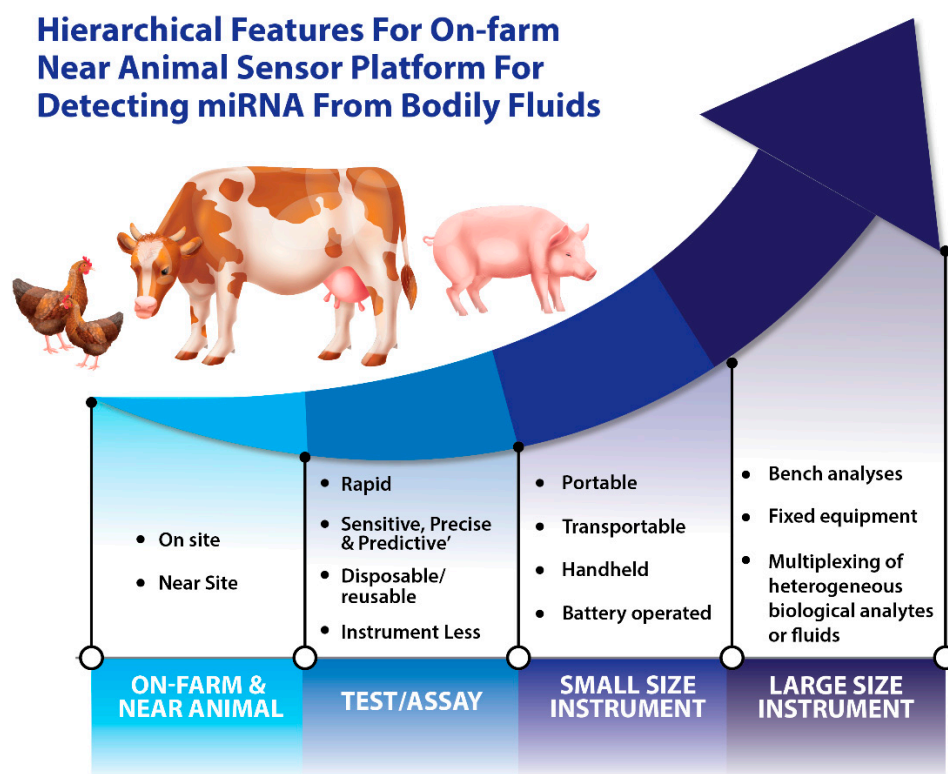 Hierarchical Features For On-farm
Near Animal Sensor Platform For
Detecting miRNA From Bodily Fluids
• On site
• Near Site
• Rapid
• Sensitive, Precise
& Predictive’
• Disposable/
reusable
• Instrument Less
• Portable
• Transportable
• Handheld
• Battery operated
• Bench analyses
• Fixed equipment
• Multiplexing of
heterogeneous
biological analytes
or fluids
ON-FARM &
NEAR ANIMAL
TEST/ASSAY
SMALL SIZE
INSTRUMENT
LARGE SIZE
INSTRUMENT